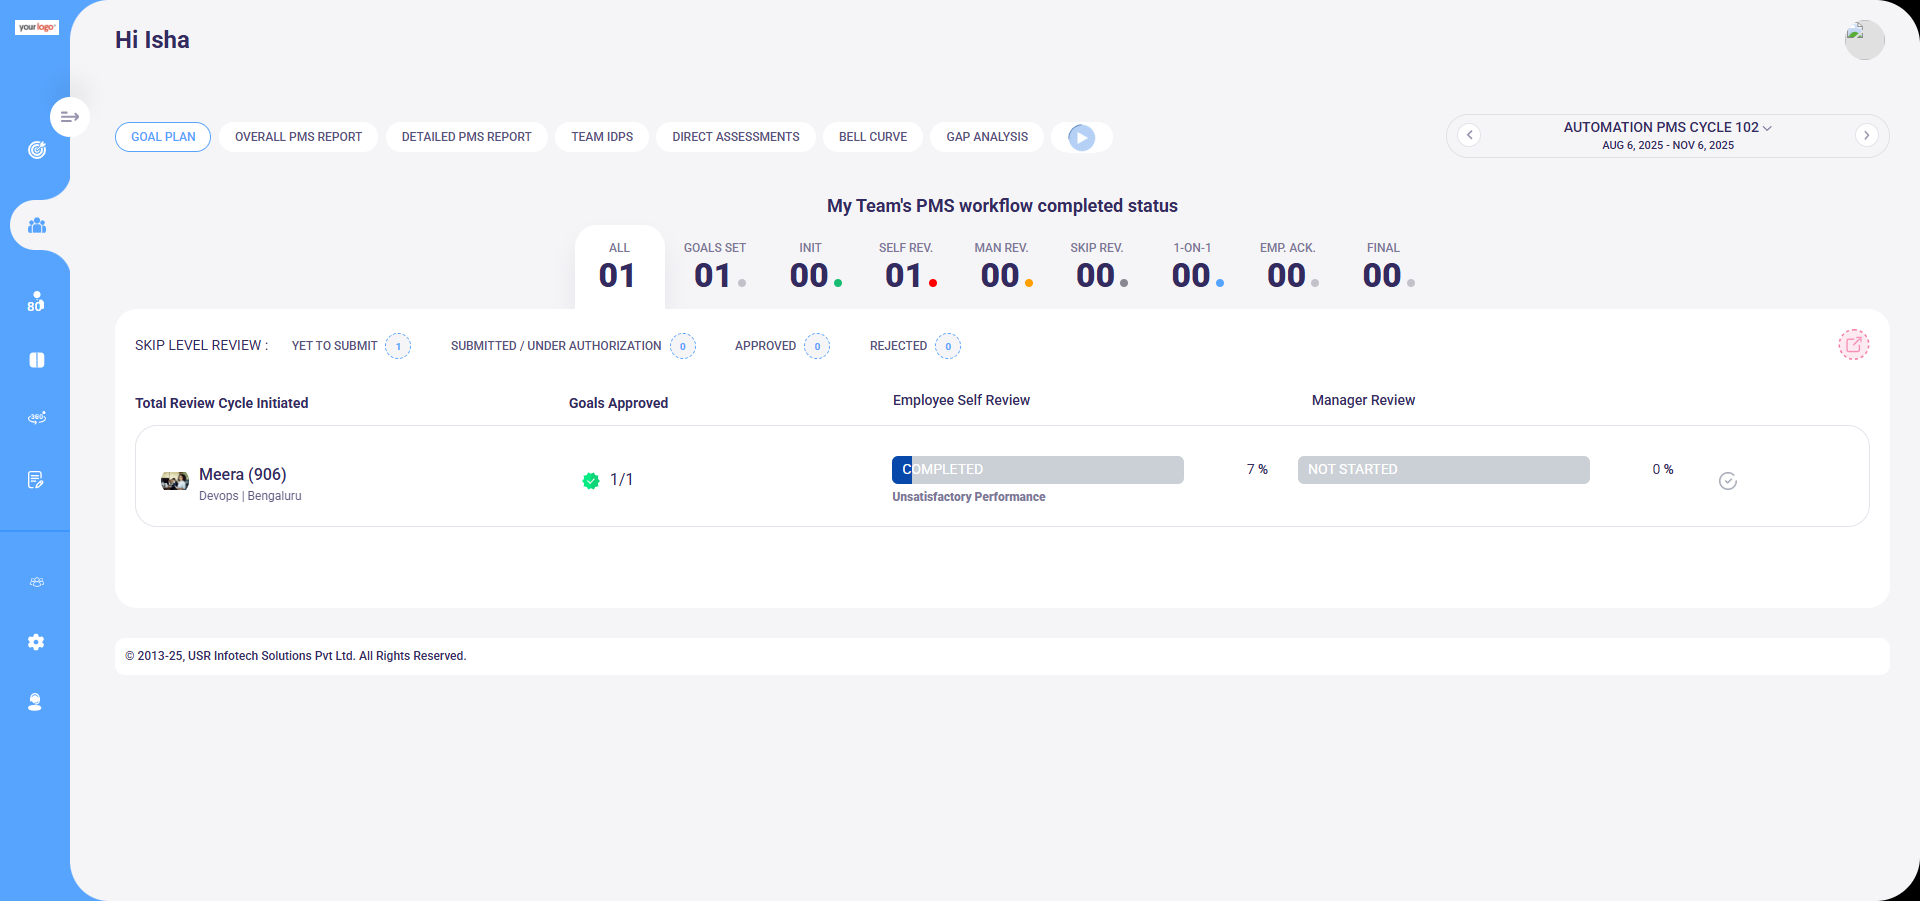 your logo
Hi Isha
GOAL PLAN
OVERALL PMS REPORT
DETAILED PMS REPORT
TEAM IDPS
DIRECT ASSESSMENTS
BELL CURVE
GAP ANALYSIS
AUTOMATION PMS CYCLE 102
AUG 6, 2025 - NOV 6, 2025
My Team's PMS workflow completed status
ALL
01
GOALS SET
01
INIT
00
SELF REV.
01
MAN REV.
00
SKIP REV.
00
1-ON-1
00
EMP. ACK.
00
FINAL
00
80
360°
SKIP LEVEL REVIEW :
YET TO SUBMIT 1
SUBMITTED / UNDER AUTHORIZATION 0
APPROVED 0
REJECTED 0
Total Review Cycle Initiated
Goals Approved
Employee Self Review
Manager Review
Meera (906)
Devops | Bengaluru
1/1
COMPLETED
7 %
Unsatisfactory Performance
NOT STARTED
0 %
© 2013-25, USR Infotech Solutions Pvt Ltd. All Rights Reserved.